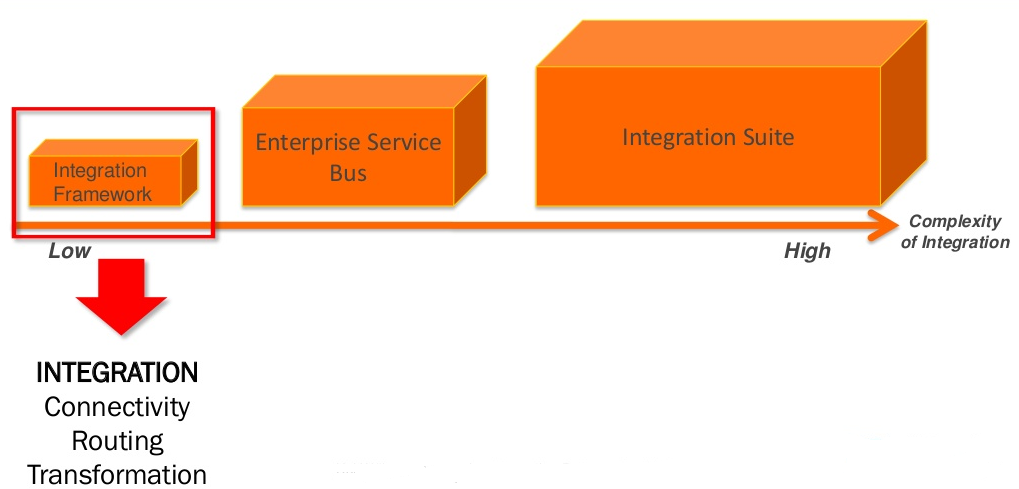 Integration Suite
Enterprise Service
Bus
Integration
Framework
Complexity
of Integration
Low
High
INTEGRATION
Connectivity
Routing
Transformation